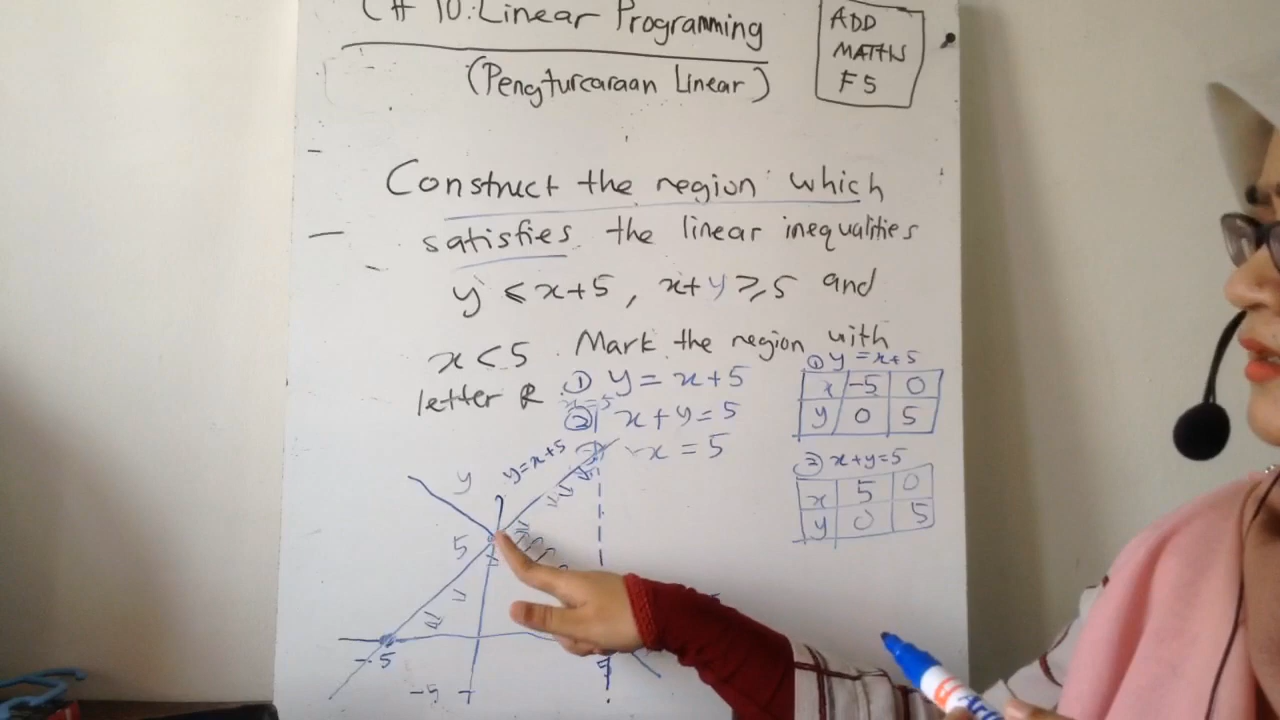 CH 10: Linear Programming
(Pengturcaraan Linear)
ADD
MATHS
F5
Construct the region which
satisfies the linear inequalities
y ⩽ x+5, x+y ⩾ 5 and
x < 5. Mark the region with
letter R
① y = x+5
② x+y = 5
x = 5
① y = x+5
x -5 0
y 0 5
② x+y=5
x 5 0
y 0 5
y
y=x+5
5
-5
-5